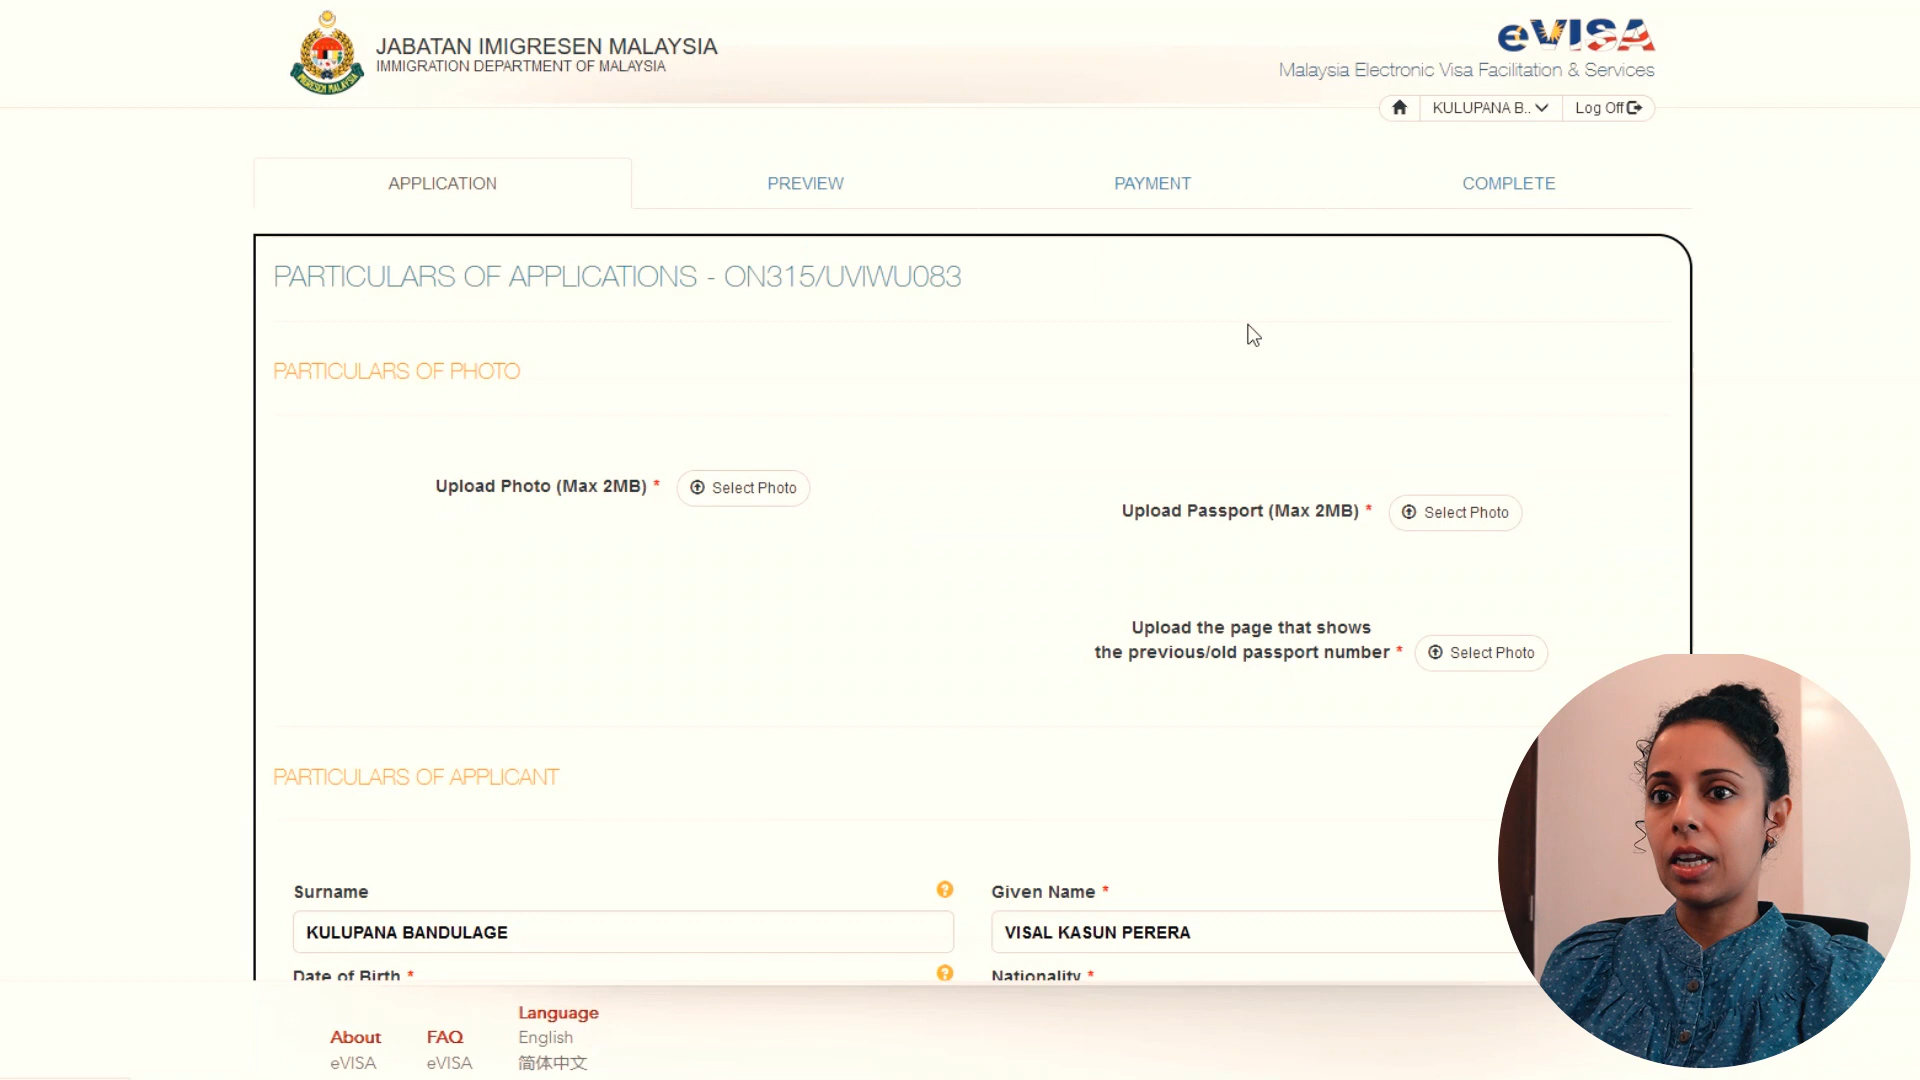 JABATAN IMIGRESEN MALAYSIA
IMMIGRATION DEPARTMENT OF MALAYSIA
eVISA
Malaysia Electronic Visa Facilitation & Services
KULUPANA B..
Log Off
APPLICATION
PREVIEW
PAYMENT
COMPLETE
PARTICULARS OF APPLICATIONS - ON315/UVIWU083
PARTICULARS OF PHOTO
Upload Photo (Max 2MB) *
Select Photo
Upload Passport (Max 2MB) *
Select Photo
Upload the page that shows
the previous/old passport number *
Select Photo
PARTICULARS OF APPLICANT
Surname
Given Name *
KULUPANA BANDULAGE
VISAL KASUN PERERA
Date of Birth *
Nationality *
About
eVISA
FAQ
eVISA
Language
English
简体中文